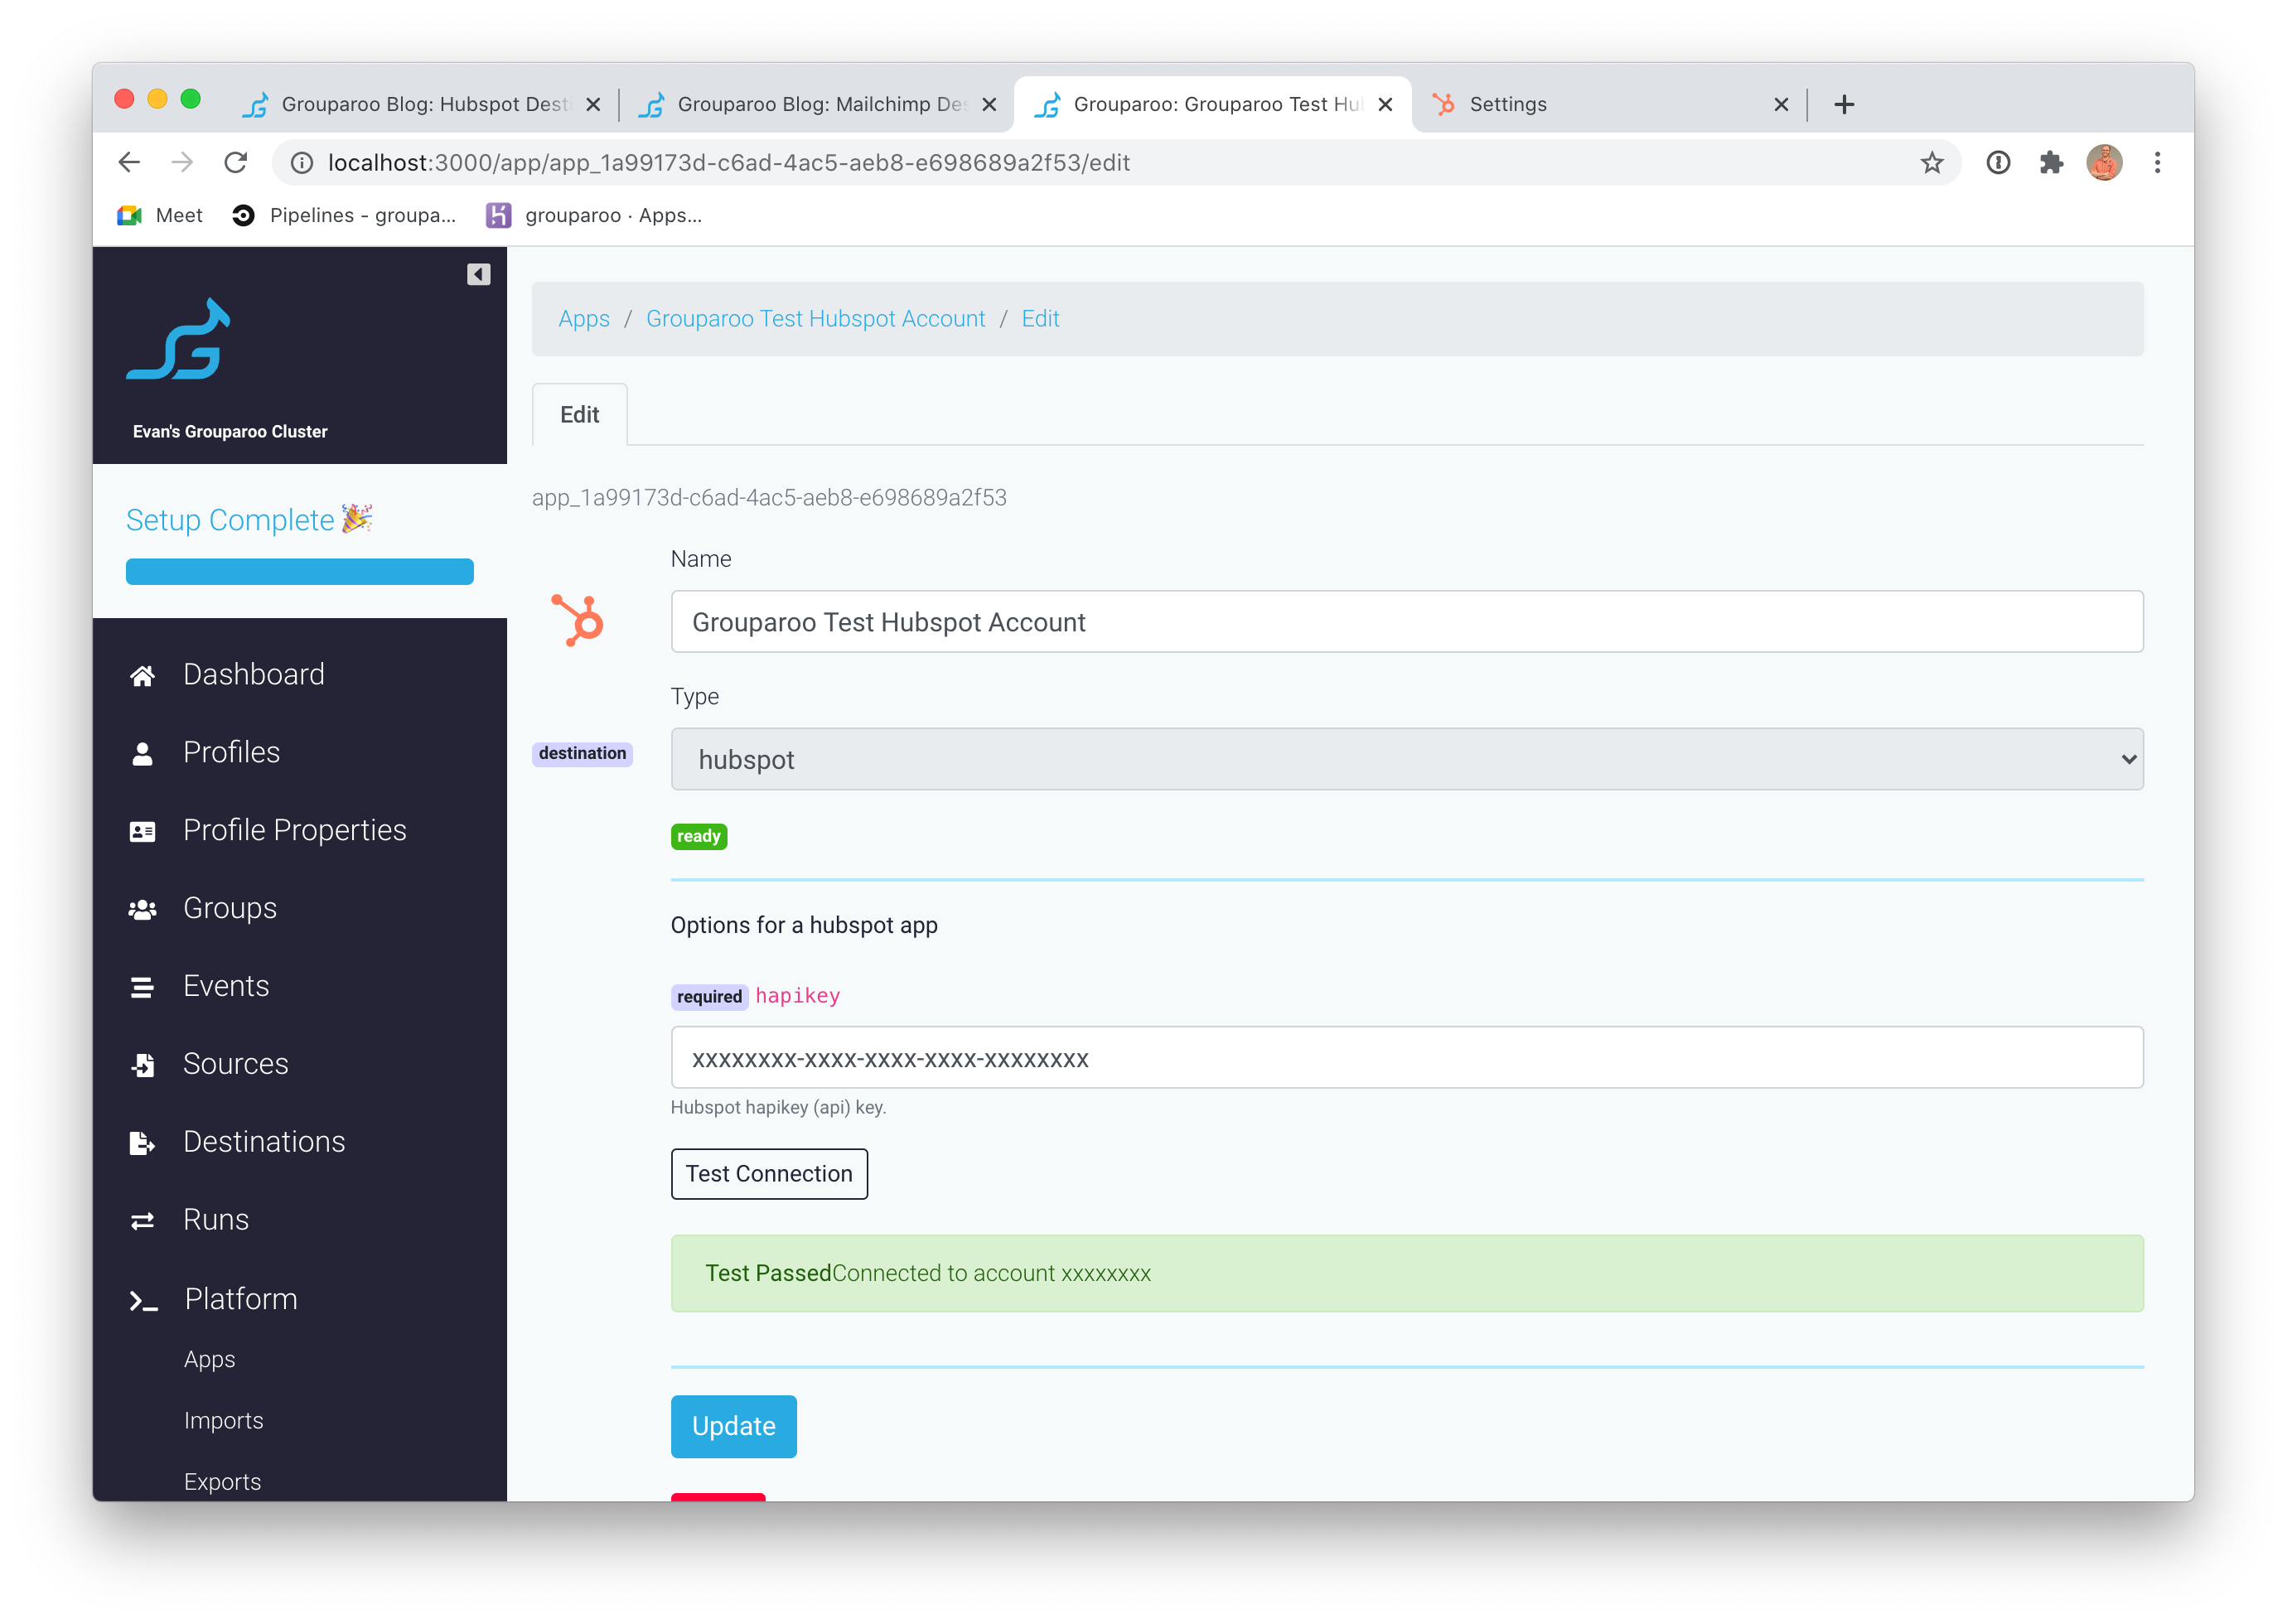 Grouparoo Blog: Hubspot Desti
Grouparoo Blog: Mailchimp Des
Grouparoo: Grouparoo Test Hub
Settings
localhost:3000/app/app_1a99173d-c6ad-4ac5-aeb8-e698689a2f53/edit
Meet
Pipelines - groupa...
grouparoo · Apps...
Evan's Grouparoo Cluster
Setup Complete 🎉
Dashboard
Profiles
Profile Properties
Groups
Events
Sources
Destinations
Runs
Platform
Apps
Imports
Exports
Apps / Grouparoo Test Hubspot Account / Edit
Edit
app_1a99173d-c6ad-4ac5-aeb8-e698689a2f53
Name
Grouparoo Test Hubspot Account
Type
destination
hubspot
ready
Options for a hubspot app
required hapikey
xxxxxxxx-xxxx-xxxx-xxxx-xxxxxxxx
Hubspot hapikey (api) key.
Test Connection
Test PassedConnected to account xxxxxxxx
Update